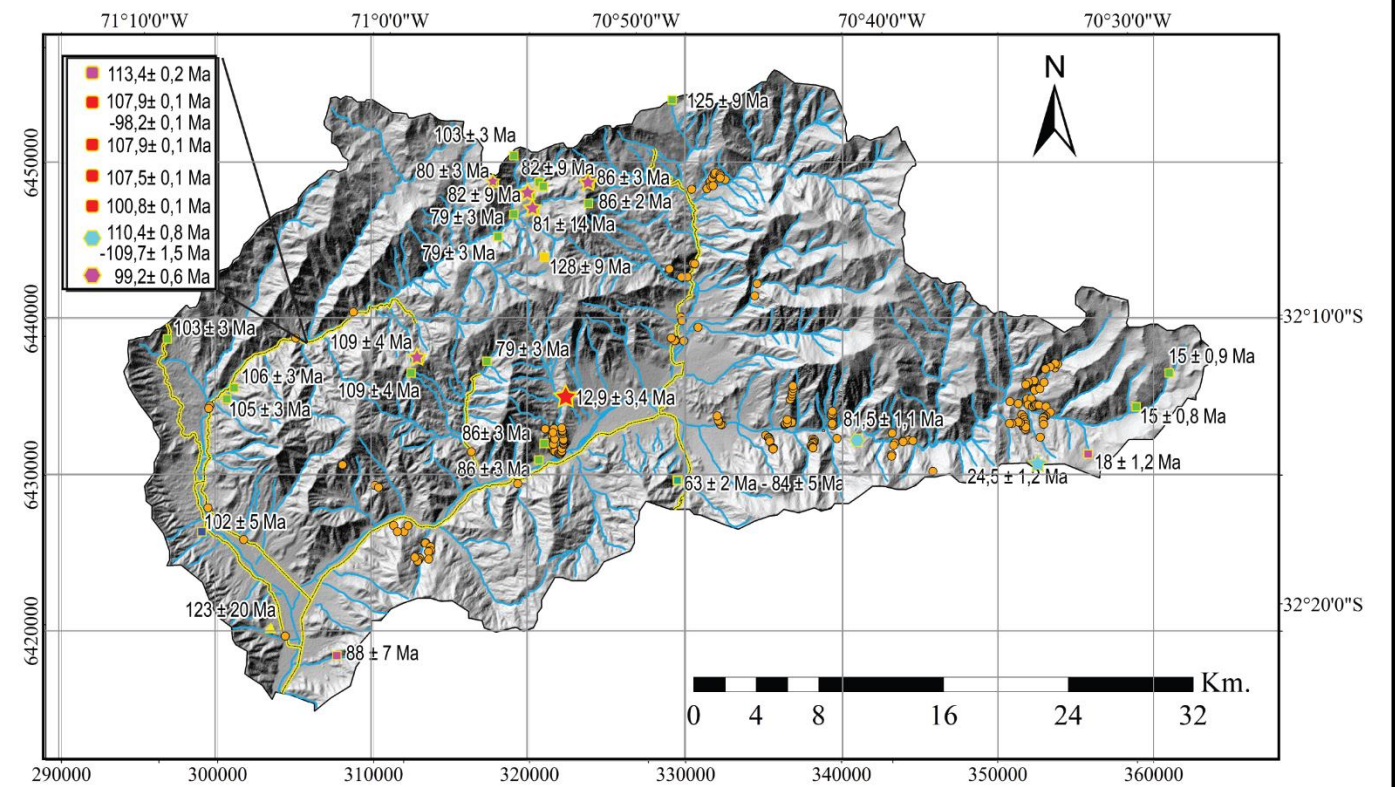 71°10'0"W
71°0'0"W
70°50'0"W
70°40'0"W
70°30'0"W
113,4± 0,2 Ma
107,9± 0,1 Ma
-98,2± 0,1 Ma
107,9± 0,1 Ma
107,5± 0,1 Ma
100,8± 0,1 Ma
110,4± 0,8 Ma
-109,7± 1,5 Ma
99,2± 0,6 Ma
N
125 ± 9 Ma
103 ± 3 Ma
80 ± 3 Ma
82 ± 9 Ma
86 ± 3 Ma
82 ± 9 Ma
86 ± 2 Ma
79 ± 3 Ma
81 ± 14 Ma
79 ± 3 Ma
128 ± 9 Ma
103 ± 3 Ma
109 ± 4 Ma
79 ± 3 Ma
15 ± 0,9 Ma
106 ± 3 Ma
109 ± 4 Ma
105 ± 3 Ma
12,9 ± 3,4 Ma
15 ± 0,8 Ma
81,5 ± 1,1 Ma
86± 3 Ma
86 ± 3 Ma
18 ± 1,2 Ma
24,5 ± 1,2 Ma
63 ± 2 Ma - 84 ± 5 Ma
102 ± 5 Ma
123 ± 20 Ma
88 ± 7 Ma
6450000
6440000
6430000
6420000
32°10'0"S
32°20'0"S
Km.
0 4 8 16 24 32
290000
300000
310000
320000
330000
340000
350000
360000